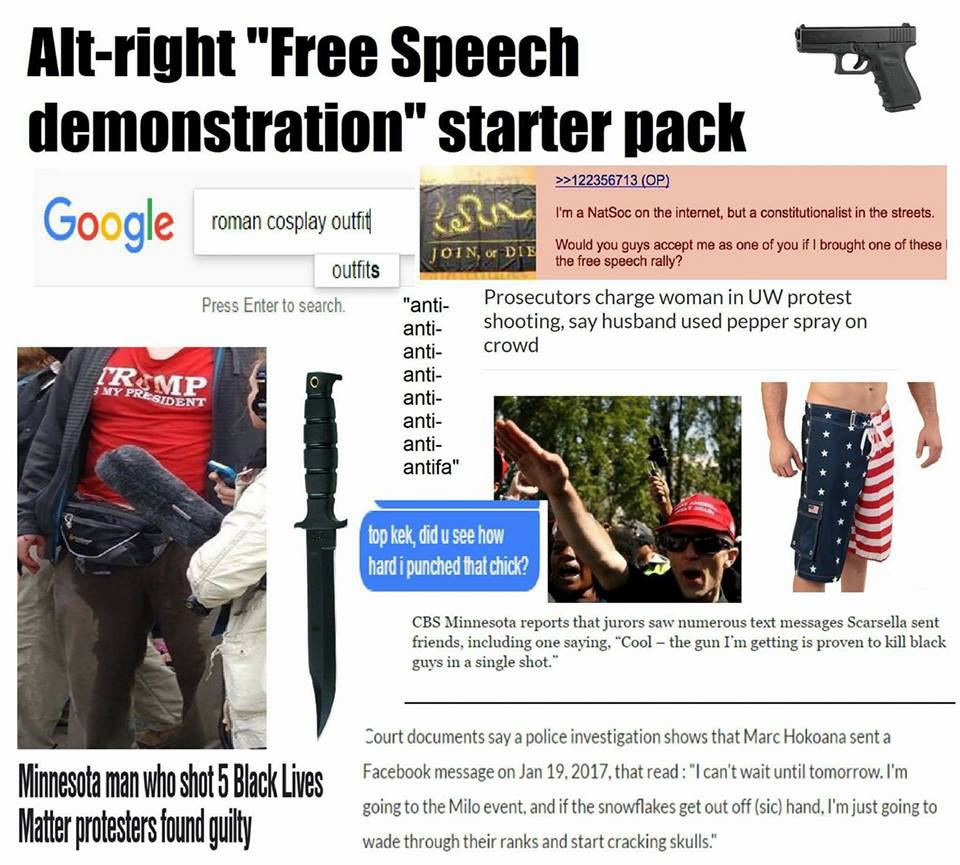 Alt-right "Free Speech
demonstration" starter pack
Google
roman cosplay outfit
outfits
Press Enter to search.
JOIN, or DIE
>>122356713 (OP)
I'm a NatSoc on the internet, but a constitutionalist in the streets.
Would you guys accept me as one of you if I brought one of these
the free speech rally?
"anti-
anti-
anti-
anti-
anti-
anti-
anti-
antifa"
Prosecutors charge woman in UW protest
shooting, say husband used pepper spray on
crowd
TRUMP
IS MY PRESIDENT
top kek, did u see how
hard i punched that chick?
CBS Minnesota reports that jurors saw numerous text messages Scarsella sent
friends, including one saying, “Cool – the gun I’m getting is proven to kill black
guys in a single shot.”
Minnesota man who shot 5 Black Lives
Matter protesters found guilty
Court documents say a police investigation shows that Marc Hokoana sent a
Facebook message on Jan 19, 2017, that read : "I can't wait until tomorrow. I'm
going to the Milo event, and if the snowflakes get out off (sic) hand, I'm just going to
wade through their ranks and start cracking skulls."